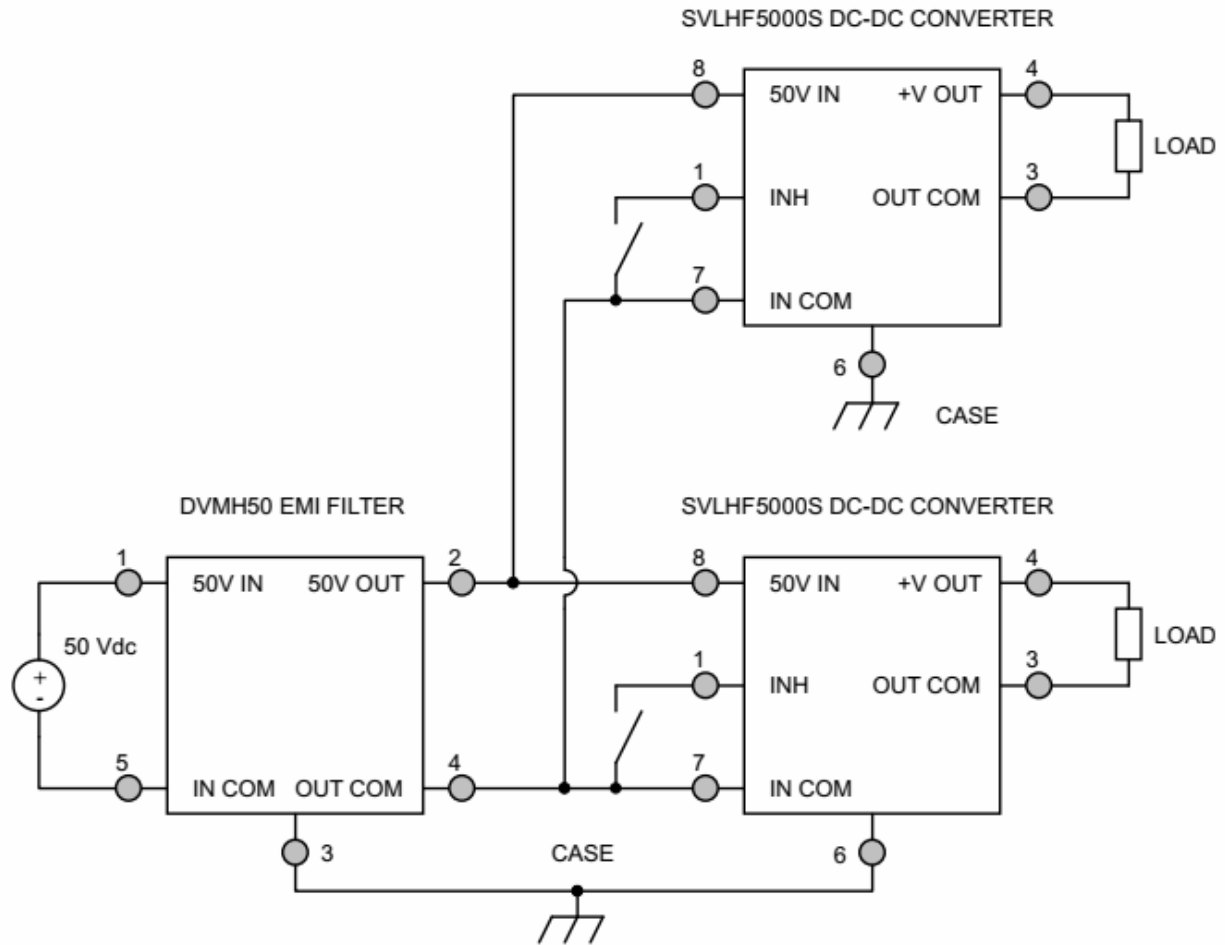 SVLHF5000S DC-DC CONVERTER
8
4
50V IN
+V OUT
LOAD
1
3
INH
OUT COM
7
IN COM
6
CASE
DVMH50 EMI FILTER
SVLHF5000S DC-DC CONVERTER
1
2
8
4
50V IN
50V OUT
50V IN
+V OUT
50 Vdc
LOAD
+
-
1
3
INH
OUT COM
5
4
7
IN COM
OUT COM
IN COM
3
CASE
6